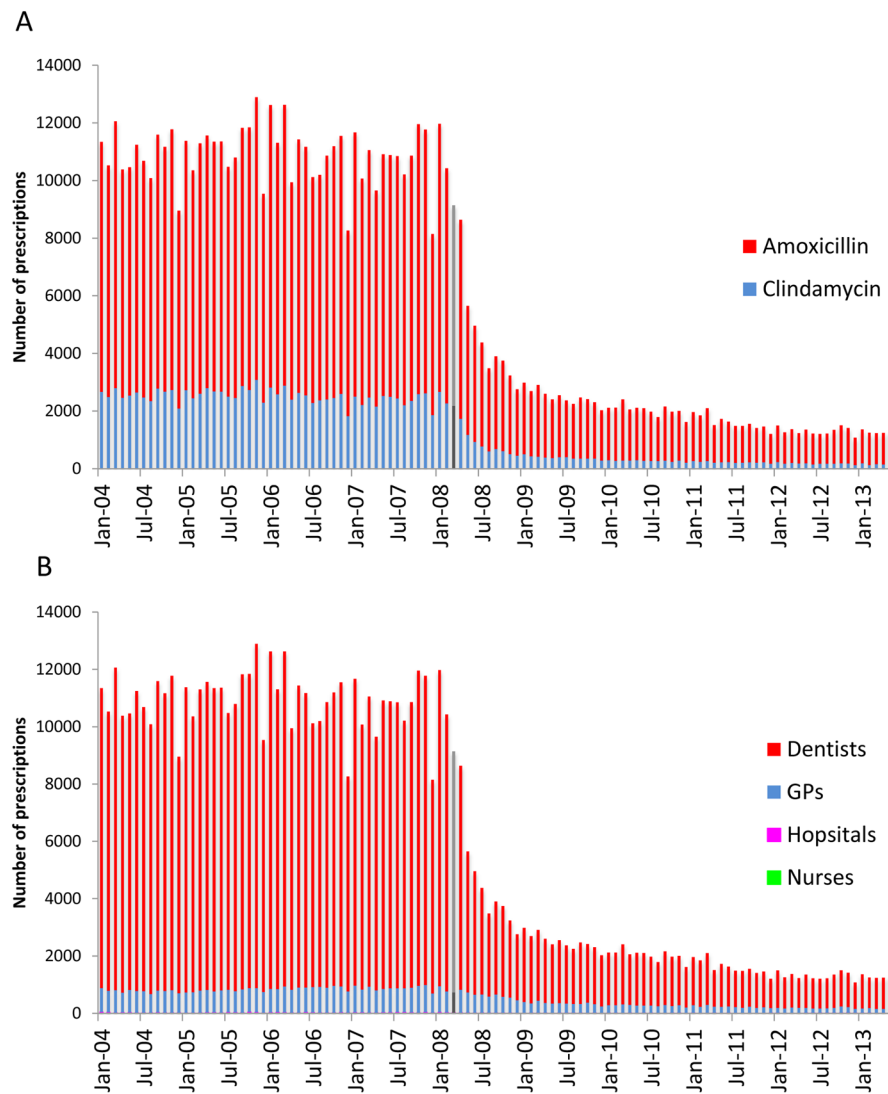 A
14000
12000
10000
8000
6000
4000
2000
0
Number of prescriptions
Amoxicillin
Clindamycin
Jan-04
Jul-04
Jan-05
Jul-05
Jan-06
Jul-06
Jan-07
Jul-07
Jan-08
Jul-08
Jan-09
Jul-09
Jan-10
Jul-10
Jan-11
Jul-11
Jan-12
Jul-12
Jan-13
B
14000
12000
10000
8000
6000
4000
2000
0
Number of prescriptions
Dentists
GPs
Hopsitals
Nurses
Jan-04
Jul-04
Jan-05
Jul-05
Jan-06
Jul-06
Jan-07
Jul-07
Jan-08
Jul-08
Jan-09
Jul-09
Jan-10
Jul-10
Jan-11
Jul-11
Jan-12
Jul-12
Jan-13